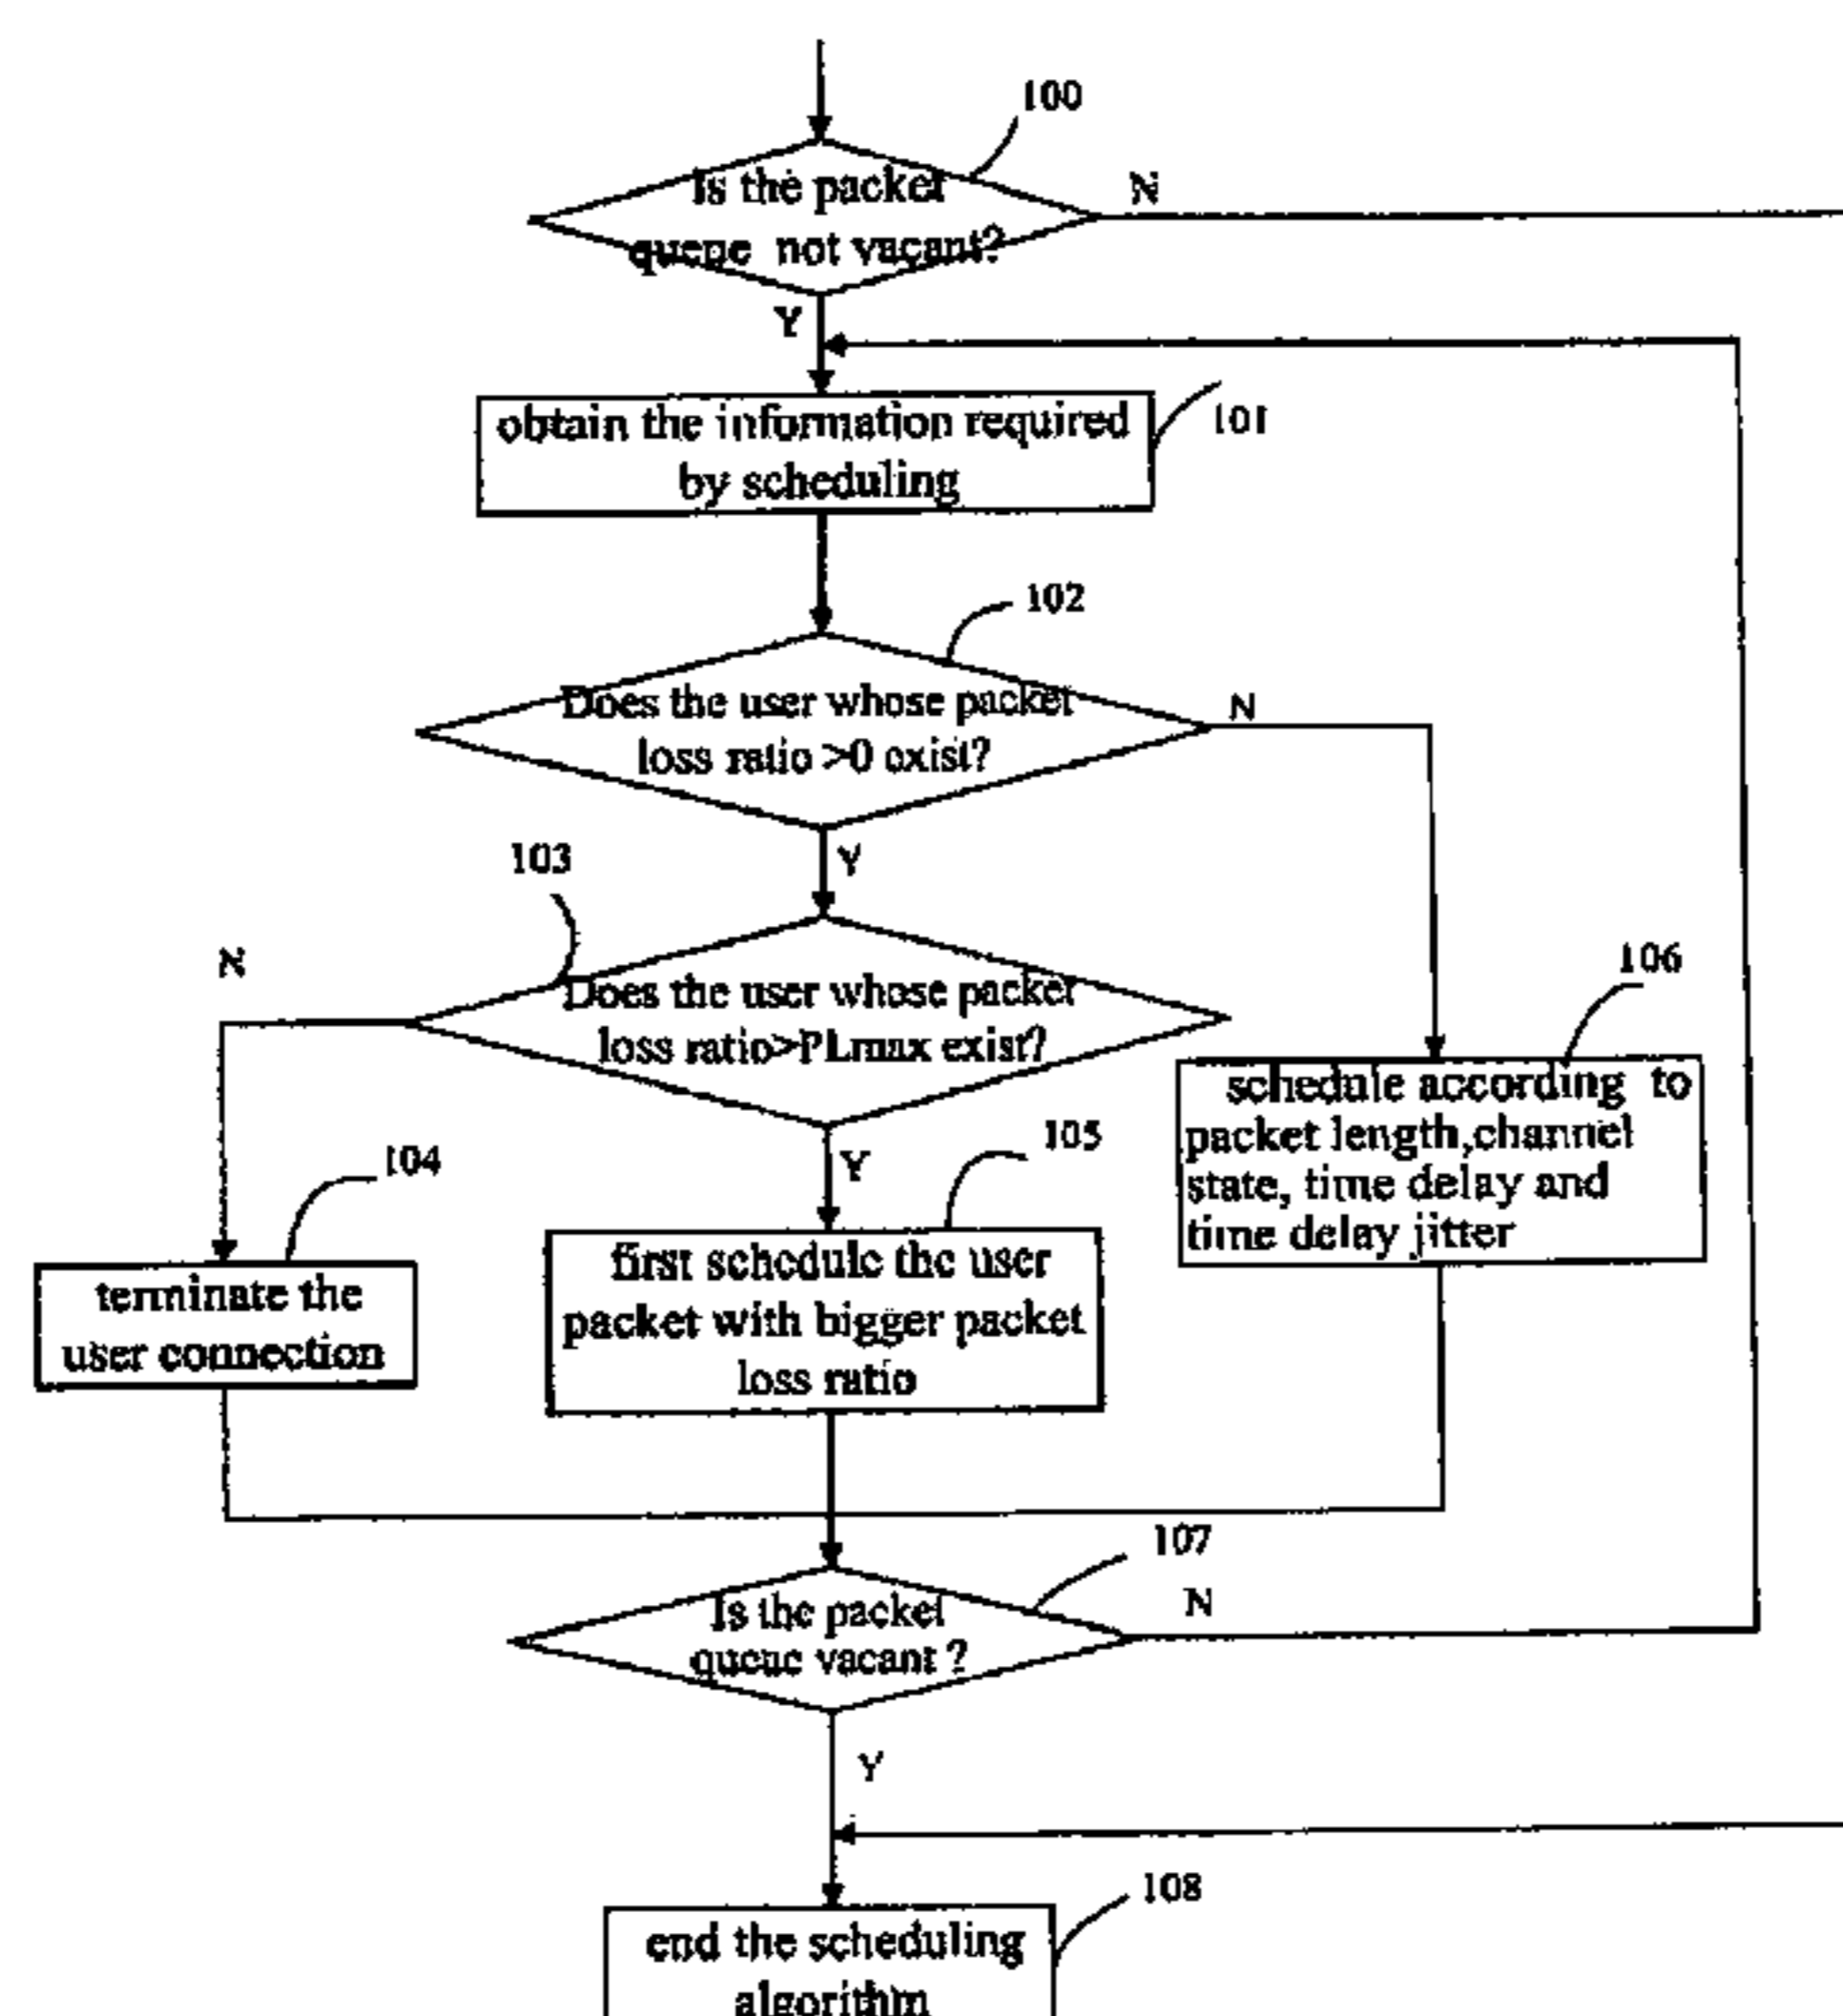 100
Is the packet
N
quepe not vacant?
Y
obtain the information required
101
by scheduling
102
Does the user whose packet
N
loss ratio >0 exist?
103
Y
N
106
Does the user whose packet
loss ratio>PLmax exist?
schedule according to
packet length,channel
state, time delay and
time delay jitter
105
Y
104
first schedule the user
packet with bigger packet
loss ratio
terminate the
user connection
107
N
Is the packet
queue vacant ?
Y
108
end the scheduling
algorithm